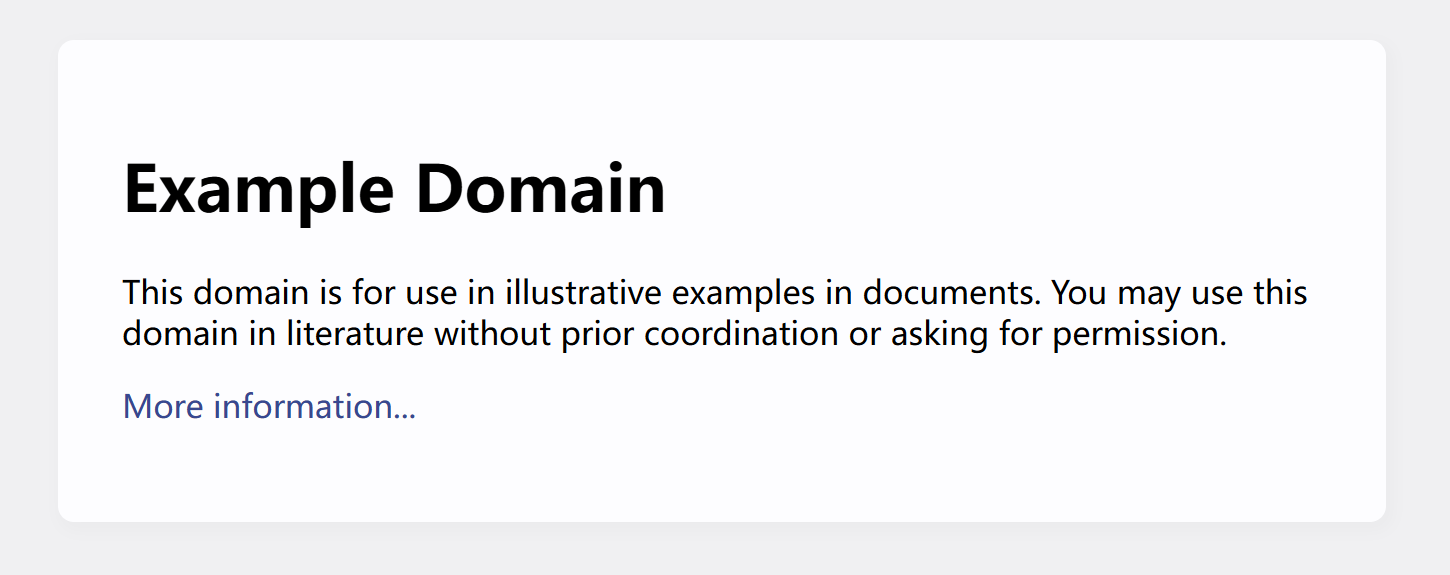 Example Domain
This domain is for use in illustrative examples in documents. You may use this
domain in literature without prior coordination or asking for permission.
More information...